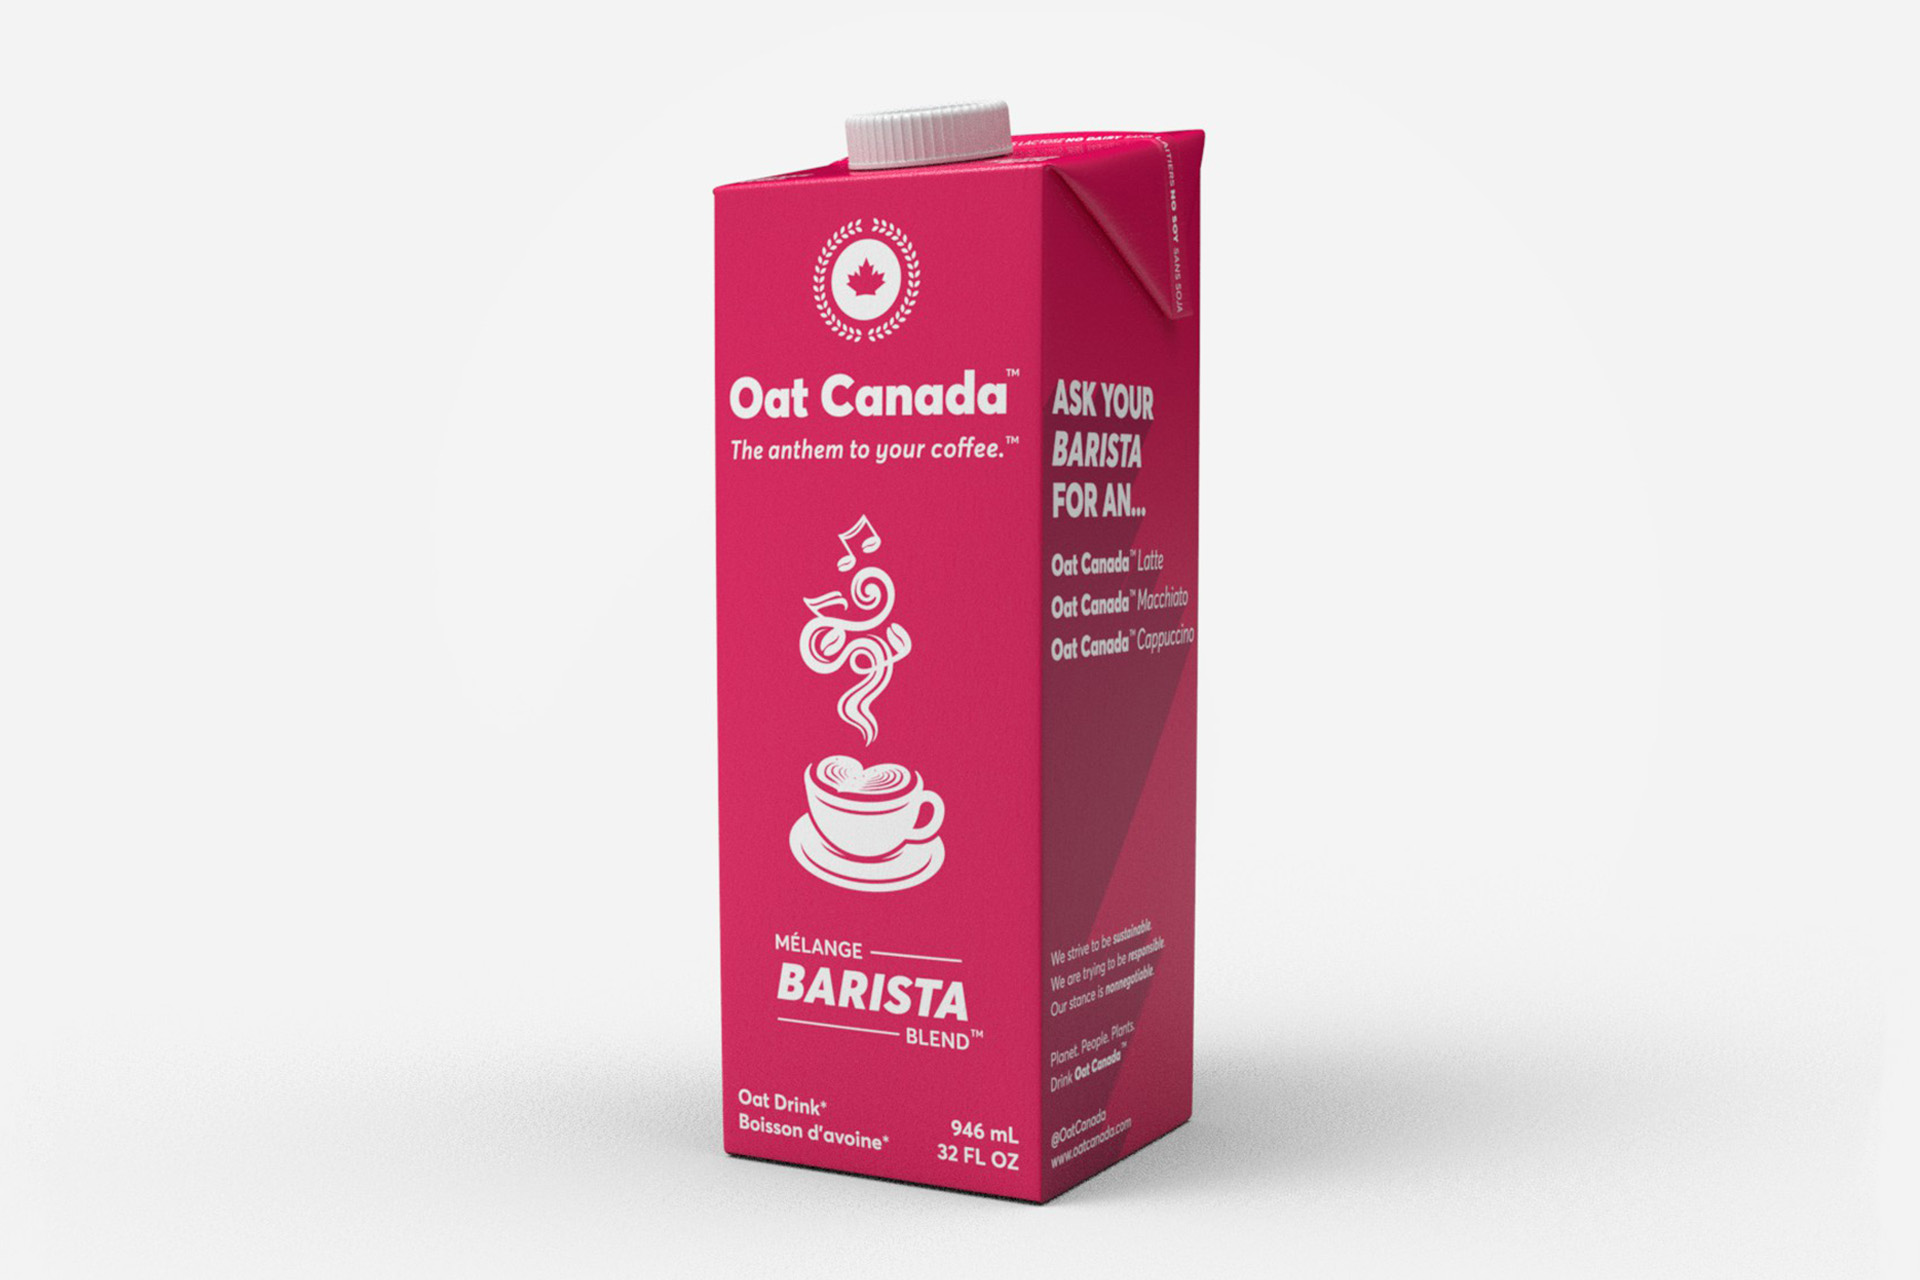 LACTOSE NO DAIRY SANS
LAITIERS NO SOY SANS SOJA
Oat Canada™
The anthem to your coffee.™
MÉLANGE
BARISTA
BLEND™
Oat Drink*
Boisson d'avoine*
946 mL
32 FL OZ
ASK YOUR
BARISTA
FOR AN...
Oat Canada™ Latte
Oat Canada™ Macchiato
Oat Canada™ Cappuccino
We strive to be sustainable.
We are trying to be responsible.
Our stance is nonnegotiable.
Planet. People. Plants.
Drink Oat Canada™
@OatCanada
www.oatcanada.com